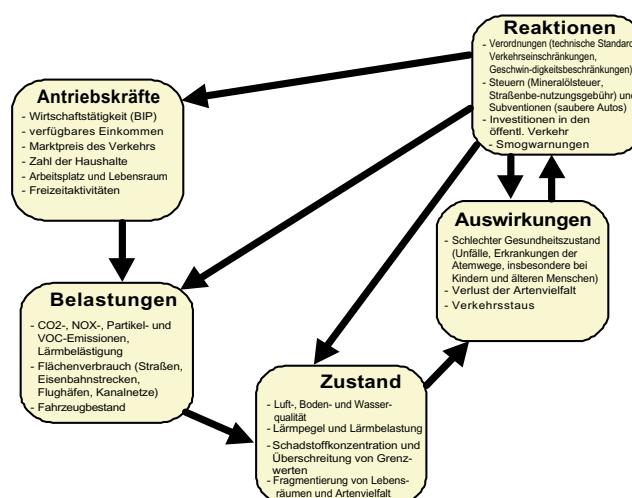 Reaktionen
- Verordnungen (technische Standard
Verkehrseinschränkungen,
Geschwin-digkeitsbeschränkungen)
- Steuern (Mineralölsteuer,
Straßenbe-nutzungsgebühr) und
Subventionen (saubere Autos)
- Investitionen in den
öffentl. Verkehr
- Smogwarnungen
Antriebskräfte
- Wirtschaftstätigkeit (BIP)
- verfügbares Einkommen
- Marktpreis des Verkehrs
- Zahl der Haushalte
- Arbeitsplatz und Lebensraum
- Freizeitaktivitäten
Auswirkungen
- Schlechter Gesundheitszustand
(Unfälle, Erkrankungen der
Atemwege, insbesondere bei
Kindern und älteren Menschen)
- Verlust der Artenvielfalt
- Verkehrsstaus
Belastungen
- CO2-, NOX-, Partikel- und
VOC-Emissionen,
Lärmbelästigung
- Flächenverbrauch (Straßen,
Eisenbahnstrecken,
Flughäfen, Kanalnetze)
- Fahrzeugbestand
Zustand
- Luft-, Boden- und Wasser-
qualität
- Lärmpegel und Lärmbelastung
- Schadstoffkonzentration und
Überschreitung von Grenz-
werten
- Fragmentierung von Lebens-
räumen und Artenvielfalt